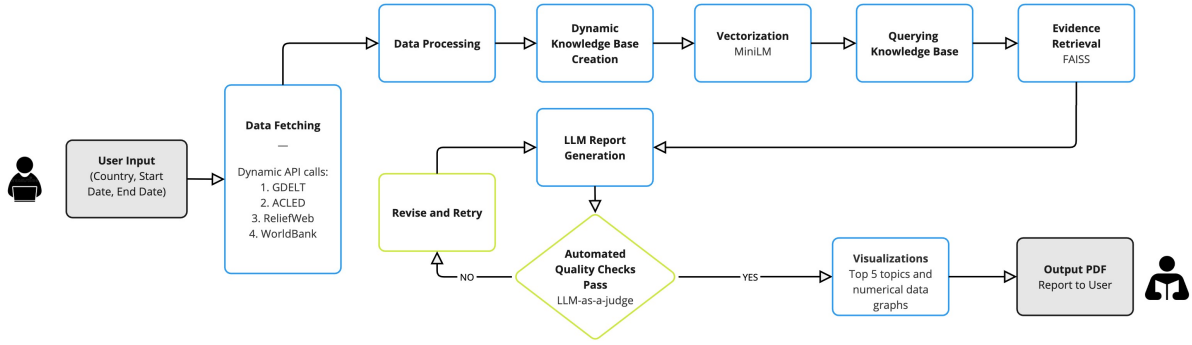 User Input
(Country, Start
Date, End Date)
Data Fetching
—
Dynamic API calls:
1. GDELT
2. ACLED
3. ReliefWeb
4. WorldBank
Data Processing
Dynamic
Knowledge Base
Creation
Vectorization
MiniLM
Querying
Knowledge Base
Evidence
Retrieval
FAISS
LLM Report
Generation
Revise and Retry
Automated
Quality Checks
Pass
LLM-as-a-judge
NO
YES
Visualizations
Top 5 topics and
numerical data
graphs
Output PDF
Report to User